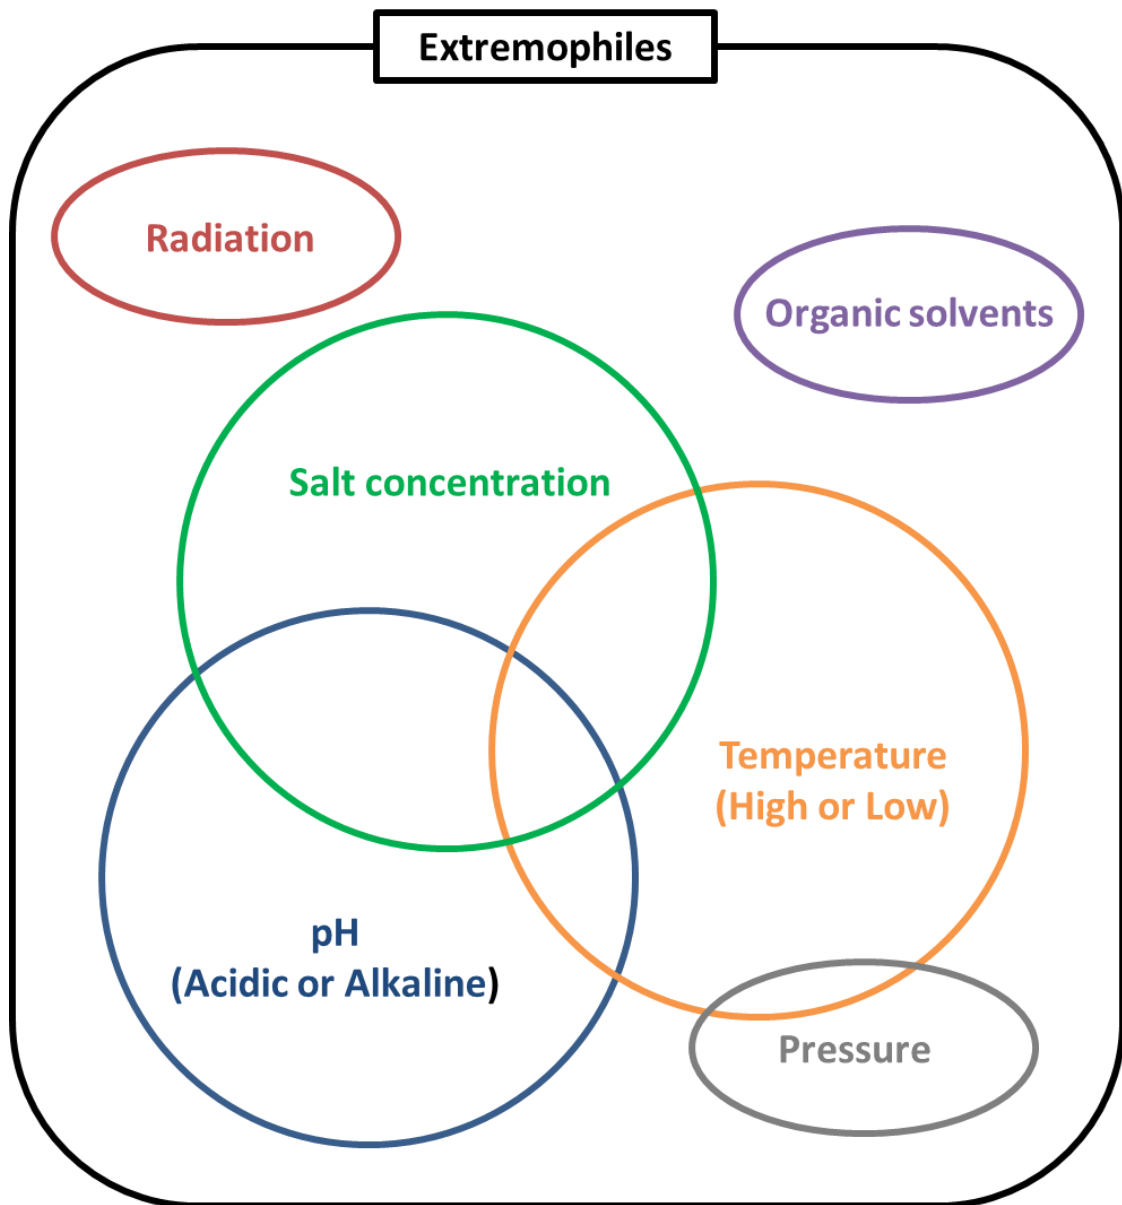 Extremophiles
Radiation
Organic solvents
Salt concentration
Temperature
(High or Low)
pH
(Acidic or Alkaline)
Pressure